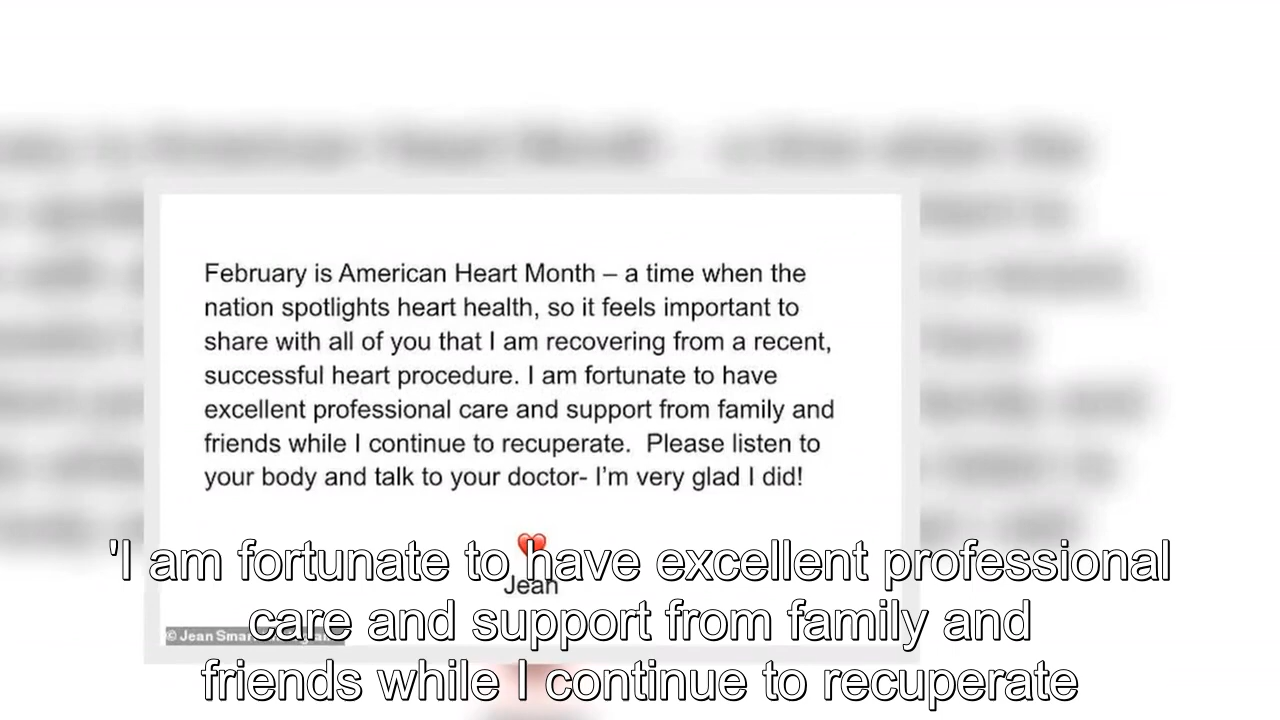 February is American Heart Month – a time when the
nation spotlights heart health, so it feels important to
share with all of you that I am recovering from a recent,
successful heart procedure. I am fortunate to have
excellent professional care and support from family and
friends while I continue to recuperate.  Please listen to
your body and talk to your doctor- I’m very glad I did!
Jean
© Jean
'I am fortunate to have excellent professional
care and support from family and
friends while I continue to recuperate